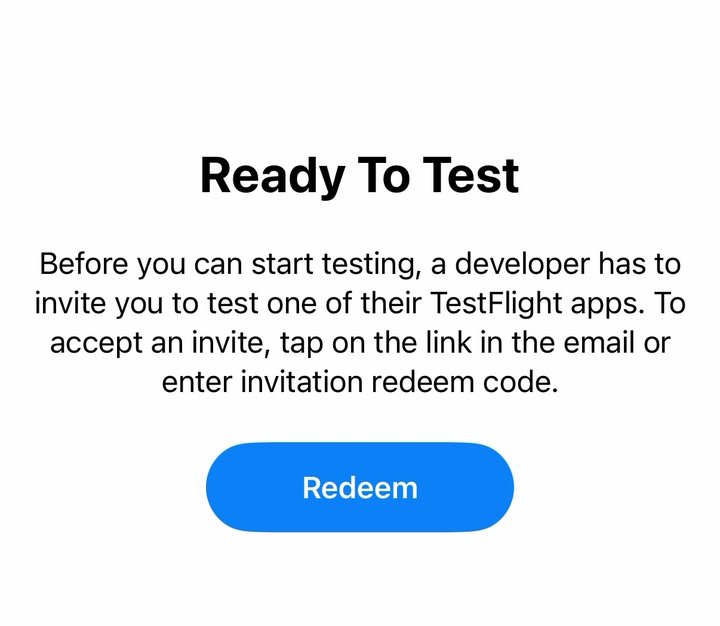 Ready To Test
Before you can start testing, a developer has to
invite you to test one of their TestFlight apps. To
accept an invite, tap on the link in the email or
enter invitation redeem code.
Redeem